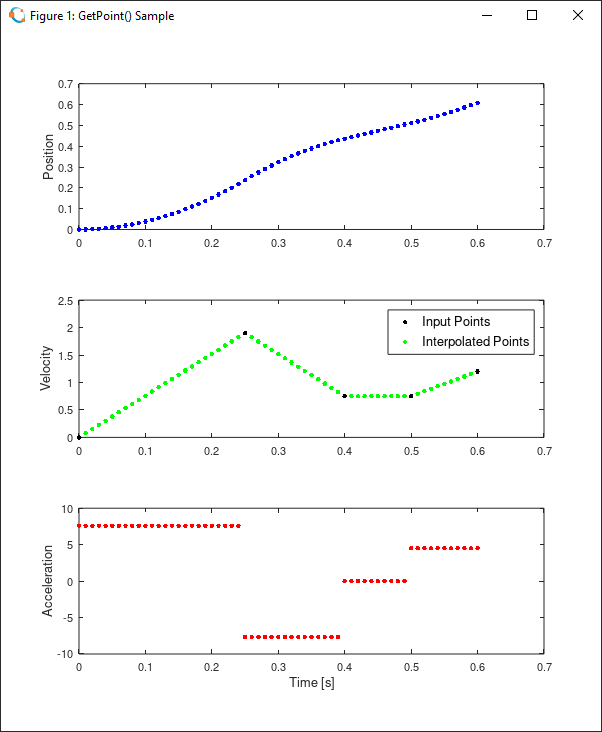 Figure 1: GetPoint() Sample
0.7
0.6
0.5
0.4
0.3
0.2
0.1
0
Position
0 0.1 0.2 0.3 0.4 0.5 0.6 0.7
2.5
2
1.5
1
0.5
0
Velocity
Input Points
Interpolated Points
0 0.1 0.2 0.3 0.4 0.5 0.6 0.7
10
5
0
-5
-10
Acceleration
0 0.1 0.2 0.3 0.4 0.5 0.6 0.7
Time [s]